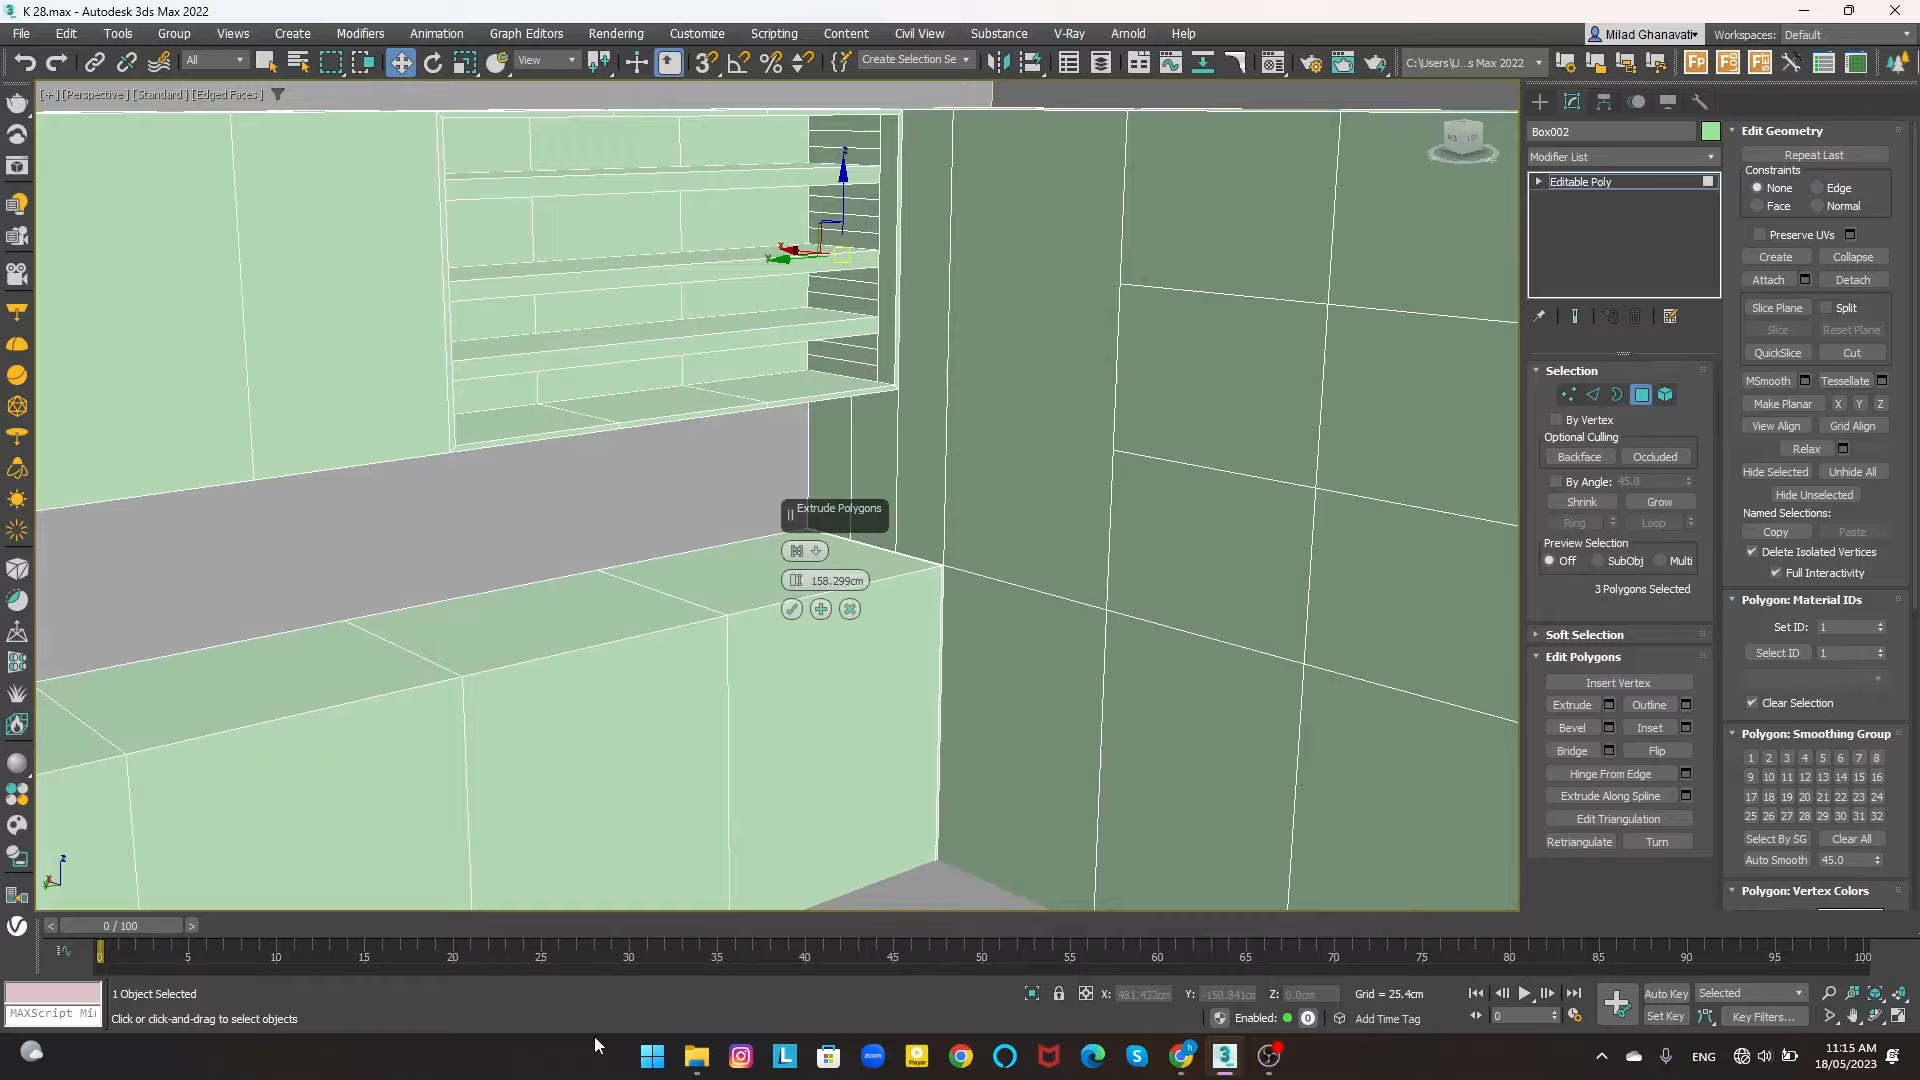 K 28.max - Autodesk 3ds Max 2022
File Edit Tools Group Views Create Modifiers Animation Graph Editors Rendering Customize Scripting Content Civil View Substance V-Ray Arnold Help
Milad Ghanavati Workspaces: Default
All View Create Selection Se C:\Users\U...s Max 2022
[+] [Perspective] [Standard] [Edged Faces]
Box002
Modifier List
Editable Poly
Selection
By Vertex
Optional Culling
Backface Occluded
By Angle: 45.0
Shrink Grow
Ring Loop
Preview Selection
Off SubObj Multi
3 Polygons Selected
Soft Selection
Edit Polygons
Insert Vertex
Extrude Outline
Bevel Inset
Bridge Flip
Hinge From Edge
Extrude Along Spline
Edit Triangulation
Retriangulate Turn
Edit Geometry
Repeat Last
Constraints
None Edge
Face Normal
Preserve UVs
Create Collapse
Attach Detach
Slice Plane Split
Slice Reset Plane
QuickSlice Cut
MSmooth Tessellate
Make Planar X Y Z
View Align Grid Align
Relax
Hide Selected Unhide All
Hide Unselected
Named Selections:
Copy Paste
Delete Isolated Vertices
Full Interactivity
Polygon: Material IDs
Set ID: 1
Select ID 1
Clear Selection
Polygon: Smoothing Group
1 2 3 4 5 6 7 8
9 10 11 12 13 14 15 16
17 18 19 20 21 22 23 24
25 26 27 28 29 30 31 32
Select By SG Clear All
Auto Smooth 45.0
Polygon: Vertex Colors
Extrude Polygons
158.299cm
z
x
y
z
< 0 / 100 >
0 5 10 15 20 25 30 35 40 45 50 55 60 65 70 75 80 85 90 95 100
1 Object Selected
X: 481.432cm Y: -150.841cm Z: 0.0cm Grid = 25.4cm
Auto Key Selected
MAXScript Mi
Click or click-and-drag to select objects
Enabled: 0 Add Time Tag
0
Set Key Key Filters...
zoom
Player
ENG
11:15 AM
18/05/2023